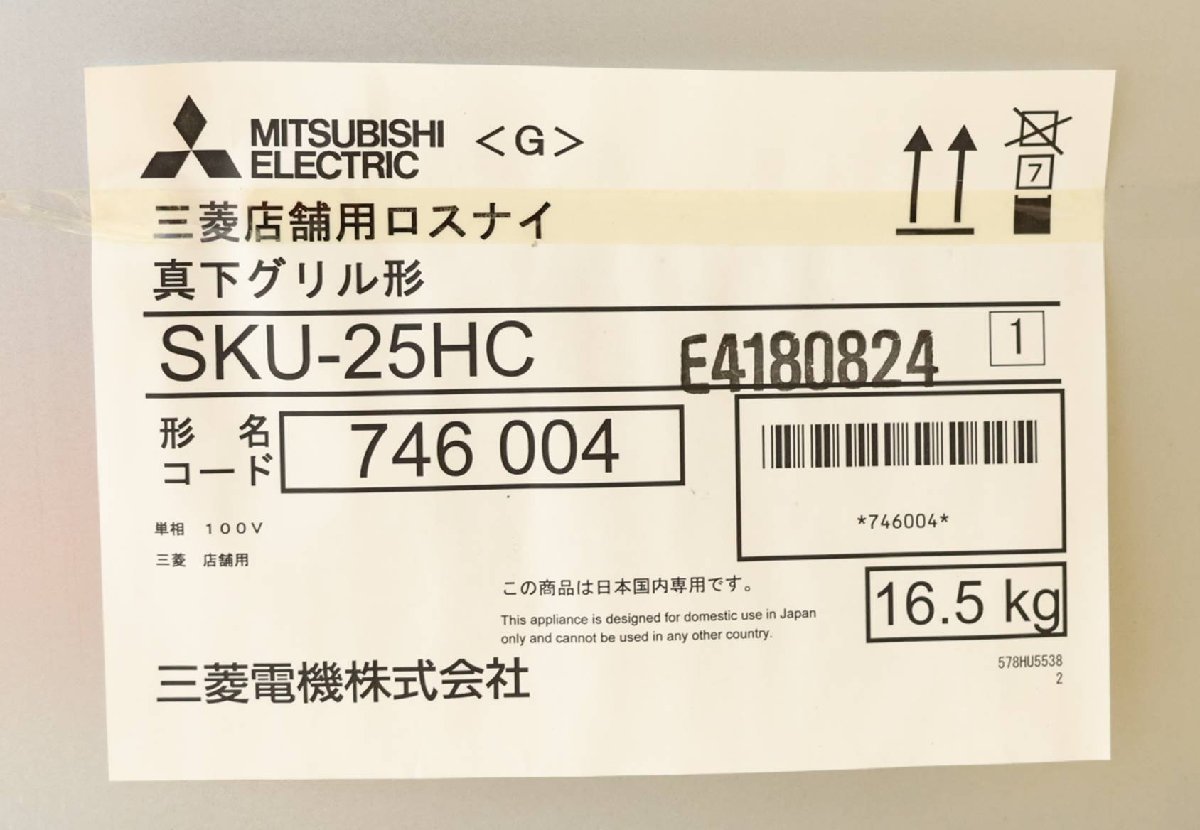 MITSUBISHI
ELECTRIC
<G>
7
三菱店舗用ロスナイ
真下グリル形
SKU-25HC
E4180824
1
形 名
コード
746 004
*746004*
単相 100V
三菱 店舗用
この商品は日本国内専用です。
This appliance is designed for domestic use in Japan
only and cannot be used in any other country.
16.5 kg
578HU5538
2
三菱電機株式会社